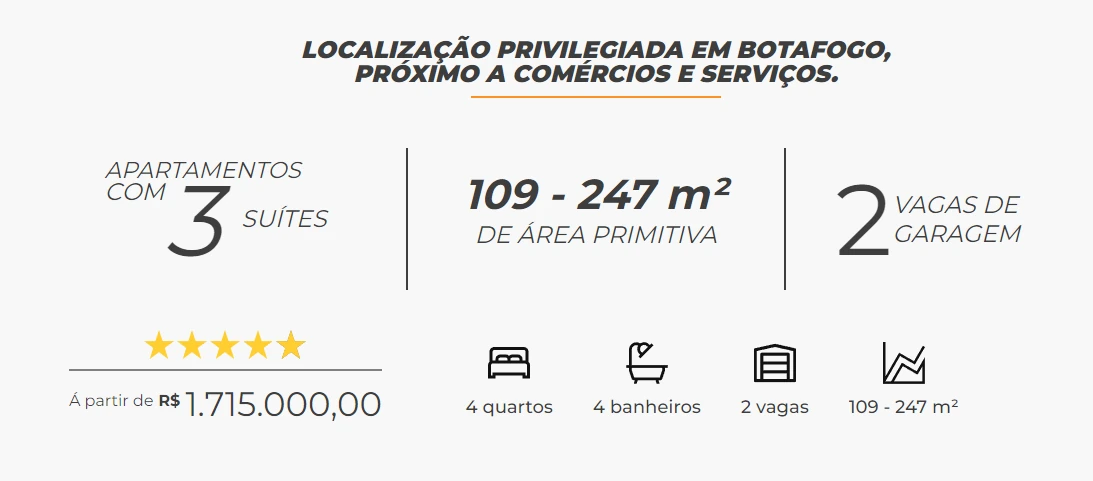 LOCALIZAÇÃO PRIVILEGIADA EM BOTAFOGO,
PRÓXIMO A COMÉRCIOS E SERVIÇOS.
APARTAMENTOS
COM 3 SUÍTES
109 - 247 m²
DE ÁREA PRIMITIVA
2 VAGAS DE
GARAGEM
Á partir de R$ 1.715.000,00
4 quartos
4 banheiros
2 vagas
109 - 247 m²